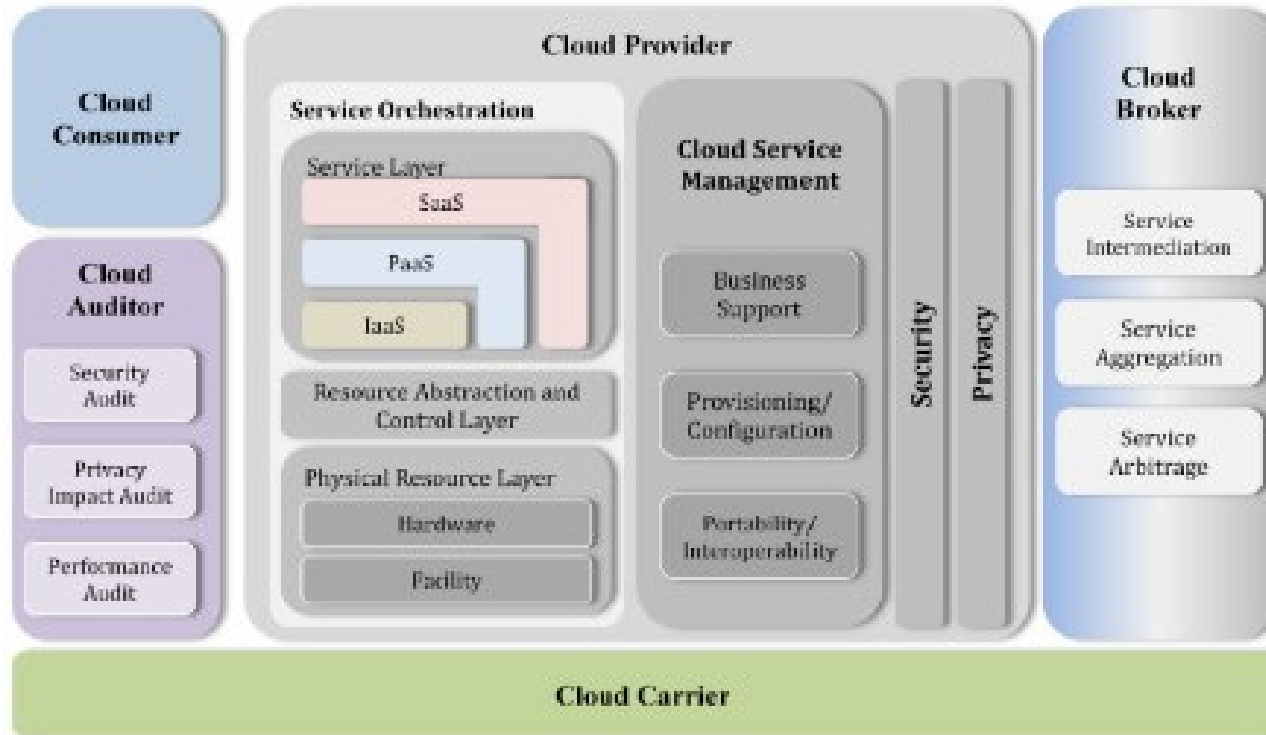 Cloud
Consumer
Cloud
Auditor
Security
Audit
Privacy
Impact Audit
Performance
Audit
Cloud Provider
Service Orchestration
Service Layer
SaaS
PaaS
IaaS
Resource Abstraction and
Control Layer
Physical Resource Layer
Hardware
Facility
Cloud Service
Management
Business
Support
Provisioning/
Configuration
Portability/
Interoperability
Security
Privacy
Cloud
Broker
Service
Intermediation
Service
Aggregation
Service
Arbitrage
Cloud Carrier